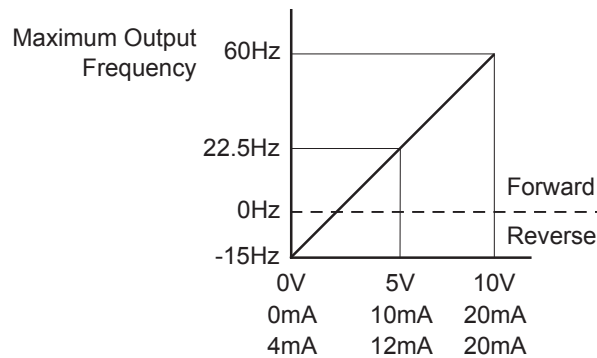 Maximum Output
Frequency
60Hz
22.5Hz
0Hz
-15Hz
Forward
Reverse
0V 5V 10V
0mA 10mA 20mA
4mA 12mA 20mA